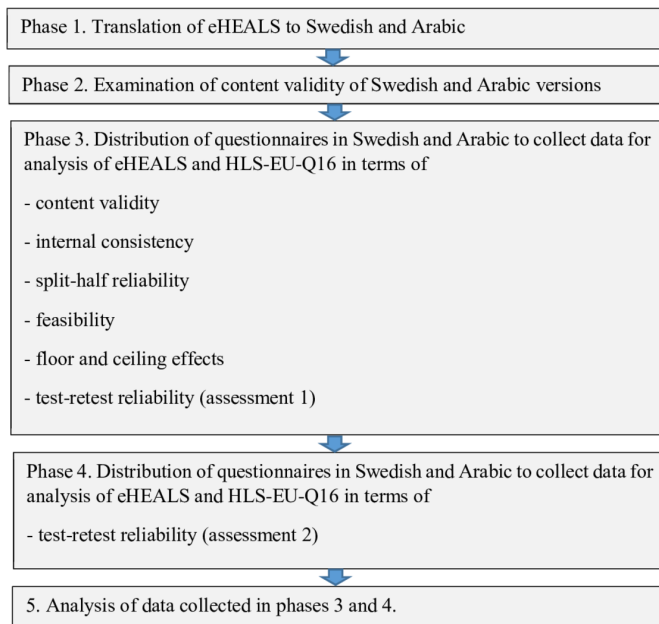 Phase 1. Translation of eHEALS to Swedish and Arabic
Phase 2. Examination of content validity of Swedish and Arabic versions
Phase 3. Distribution of questionnaires in Swedish and Arabic to collect data for
analysis of eHEALS and HLS-EU-Q16 in terms of
- content validity
- internal consistency
- split-half reliability
- feasibility
- floor and ceiling effects
- test-retest reliability (assessment 1)
Phase 4. Distribution of questionnaires in Swedish and Arabic to collect data for
analysis of eHEALS and HLS-EU-Q16 in terms of
- test-retest reliability (assessment 2)
5. Analysis of data collected in phases 3 and 4.